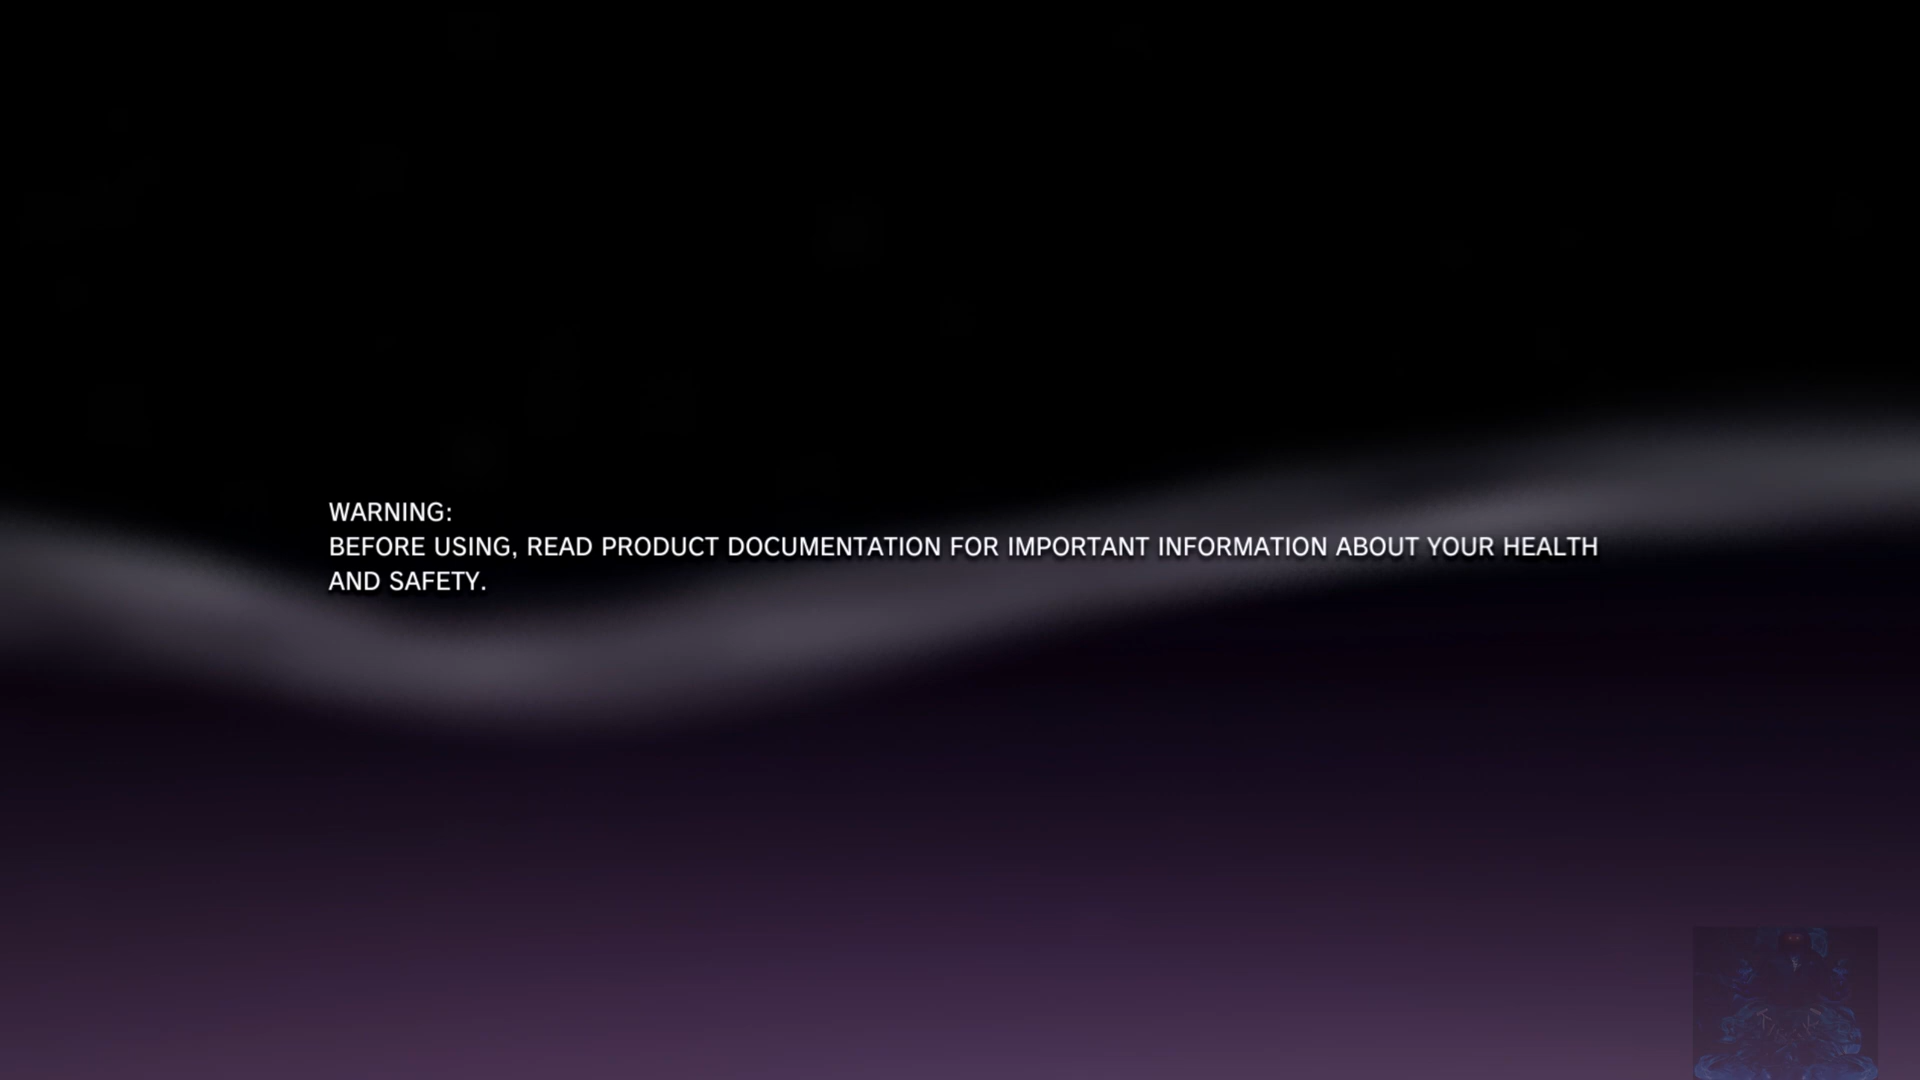 WARNING:
BEFORE USING, READ PRODUCT DOCUMENTATION FOR IMPORTANT INFORMATION ABOUT YOUR HEALTH
AND SAFETY.